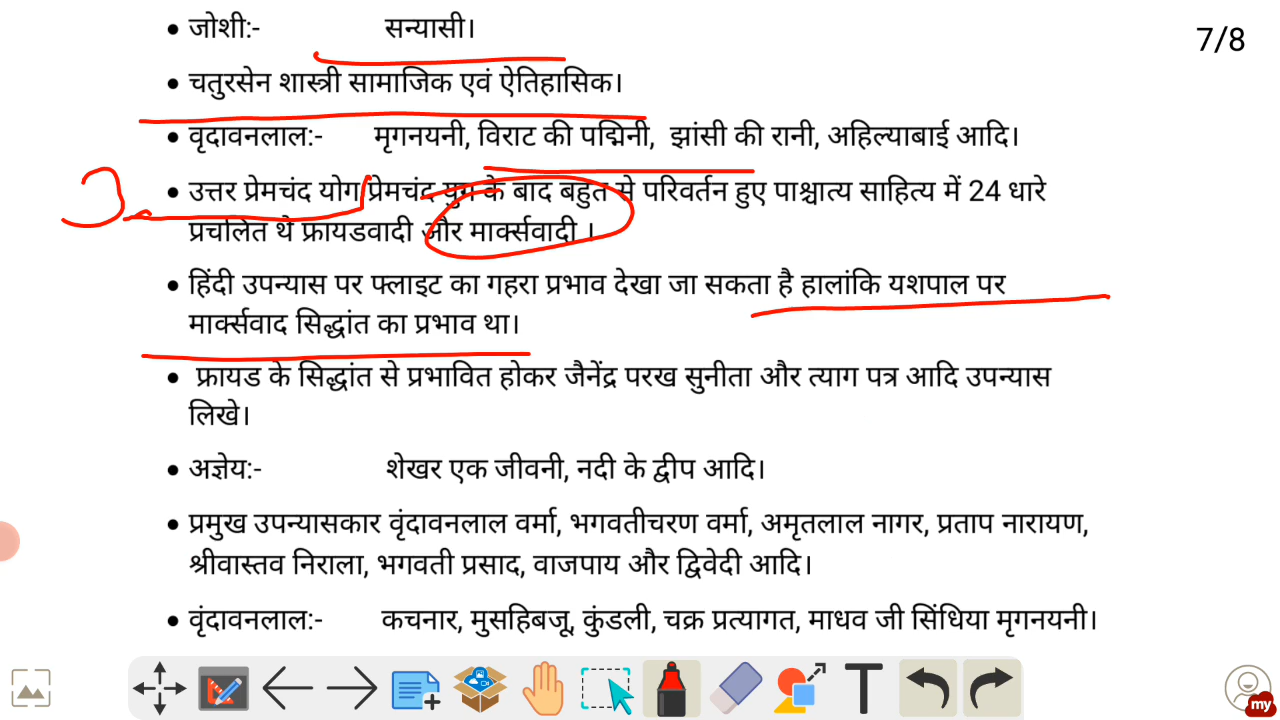 जोशी:- सन्यासी।
7/8
चतुरसेन शास्त्री सामाजिक एवं ऐतिहासिक।
वृदावनलाल:- मृगनयनी, विराट की पद्मिनी, झांसी की रानी, अहिल्याबाई आदि।
उत्तर प्रेमचंद योग प्रेमचंद युग के बाद बहुत से परिवर्तन हुए पाश्चात्य साहित्य में 24 धारे
प्रचलित थे फ्रायडवादी और मार्क्सवादी ।
हिंदी उपन्यास पर फ्लाइट का गहरा प्रभाव देखा जा सकता है हालांकि यशपाल पर
मार्क्सवाद सिद्धांत का प्रभाव था।
फ्रायड के सिद्धांत से प्रभावित होकर जैनेंद्र परख सुनीता और त्याग पत्र आदि उपन्यास
लिखे।
अज्ञेय:- शेखर एक जीवनी, नदी के द्वीप आदि।
प्रमुख उपन्यासकार वृंदावनलाल वर्मा, भगवतीचरण वर्मा, अमृतलाल नागर, प्रताप नारायण,
श्रीवास्तव निराला, भगवती प्रसाद, वाजपाय और द्विवेदी आदि।
वृंदावनलाल:- कचनार, मुसहिबजू, कुंडली, चक्र प्रत्यागत, माधव जी सिंधिया मृगनयनी।
T
my